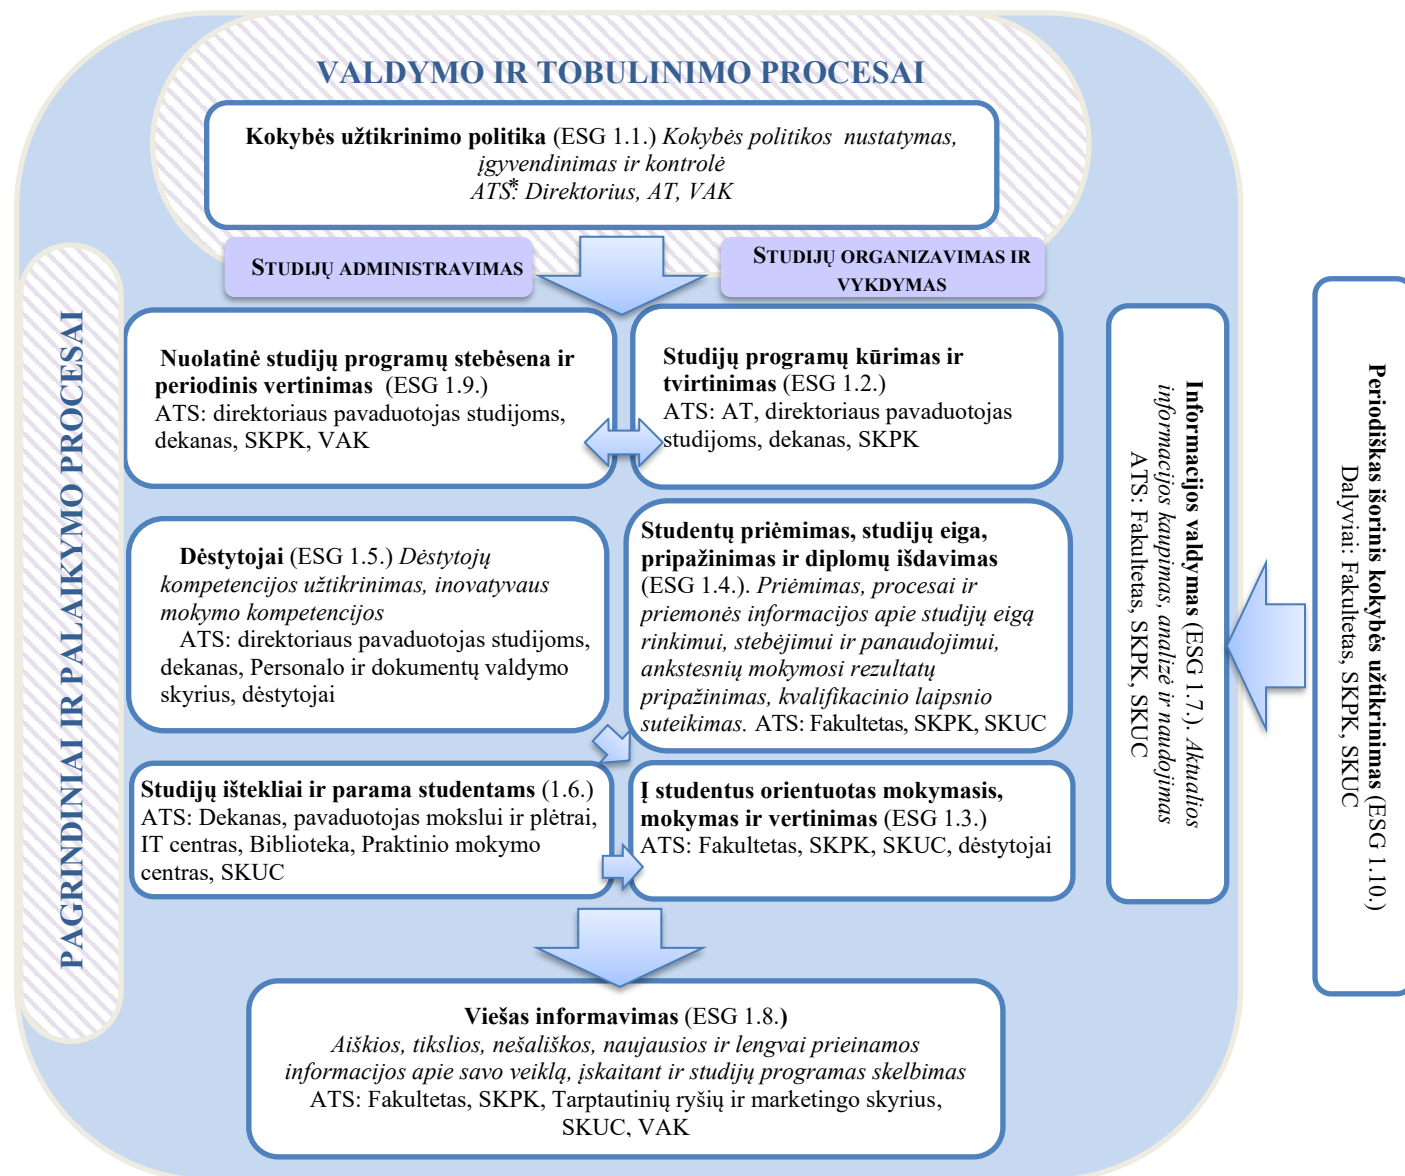 VALDYMO IR TOBULINIMO PROCESAI
Kokybės užtikrinimo politika (ESG 1.1.) Kokybės politikos nustatymas,
įgyvendinimas ir kontrolė
ATS*: Direktorius, AT, VAK
STUDIJŲ ADMINISTRAVIMAS
STUDIJŲ ORGANIZAVIMAS IR
VYKDYMAS
PAGRINDINIAI IR PALAIKYMO PROCESAI
Nuolatinė studijų programų stebėsena ir
periodinis vertinimas (ESG 1.9.)
ATS: direktoriaus pavaduotojas studijoms,
dekanas, SKPK, VAK
Studijų programų kūrimas ir
tvirtinimas (ESG 1.2.)
ATS: AT, direktoriaus pavaduotojas
studijoms, dekanas, SKPK
Dėstytojai (ESG 1.5.) Dėstytojų
kompetencijos užtikrinimas, inovatyvaus
mokymo kompetencijos
ATS: direktoriaus pavaduotojas studijoms,
dekanas, Personalo ir dokumentų valdymo
skyrius, dėstytojai
Studentų priėmimas, studijų eiga,
pripažinimas ir diplomų išdavimas
(ESG 1.4.). Priėmimas, procesai ir
priemonės informacijos apie studijų eigą
rinkimui, stebėjimui ir panaudojimui,
ankstesnių mokymosi rezultatų
pripažinimas, kvalifikacinio laipsnio
suteikimas. ATS: Fakultetas, SKPK, SKUC
Studijų ištekliai ir parama studentams (1.6.)
ATS: Dekanas, pavaduotojas mokslui ir plėtrai,
IT centras, Biblioteka, Praktinio mokymo
centras, SKUC
Į studentus orientuotas mokymasis,
mokymas ir vertinimas (ESG 1.3.)
ATS: Fakultetas, SKPK, SKUC, dėstytojai
Informacijos valdymas (ESG 1.7.). Aktualios
informacijos kaupimas, analizė ir naudojimas
ATS: Fakultetas, SKPK, SKUC
Periodiškas išorinis kokybės užtikrinimas (ESG 1.10.)
Dalyviai: Fakultetas, SKPK, SKUC
Viešas informavimas (ESG 1.8.)
Aiškios, tikslios, nešališkos, naujausios ir lengvai prieinamos
informacijos apie savo veiklą, įskaitant ir studijų programas skelbimas
ATS: Fakultetas, SKPK, Tarptautinių ryšių ir marketingo skyrius,
SKUC, VAK